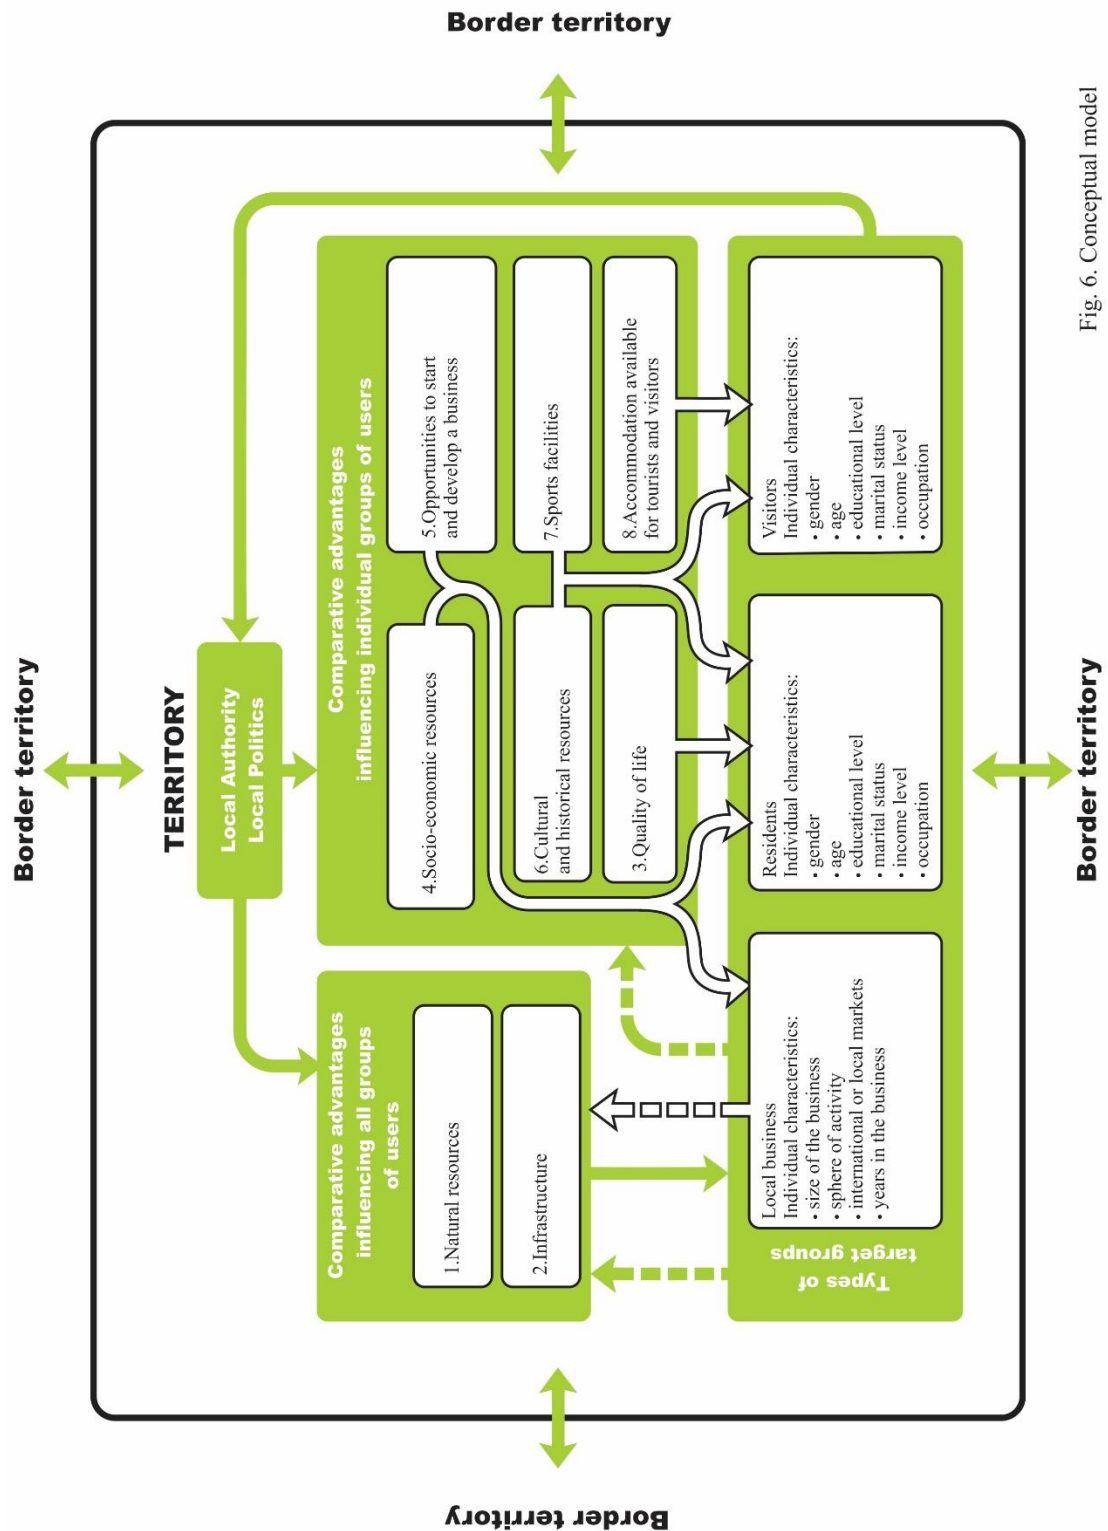 Border territory
Border territory
TERRITORY
Local Authority
Local Politics
Comparative advantages
influencing all groups
of users
1.Natural resources
2.Infrastructure
Comparative advantages
influencing individual groups of users
4.Socio-economic resources
5.Opportunities to start
and develop a business
6.Cultural
and historical resources
7.Sports facilities
3.Quality of life
8.Accommodation available
for tourists and visitors
Types of
target groups
Local business
Individual characteristics:
• size of the business
• sphere of activity
• international or local markets
• years in the business
Residents
Individual characteristics:
• gender
• age
• educational level
• marital status
• income level
• occupation
Visitors
Individual characteristics:
• gender
• age
• educational level
• marital status
• income level
• occupation
Border territory
Border territory
Fig. 6. Conceptual model